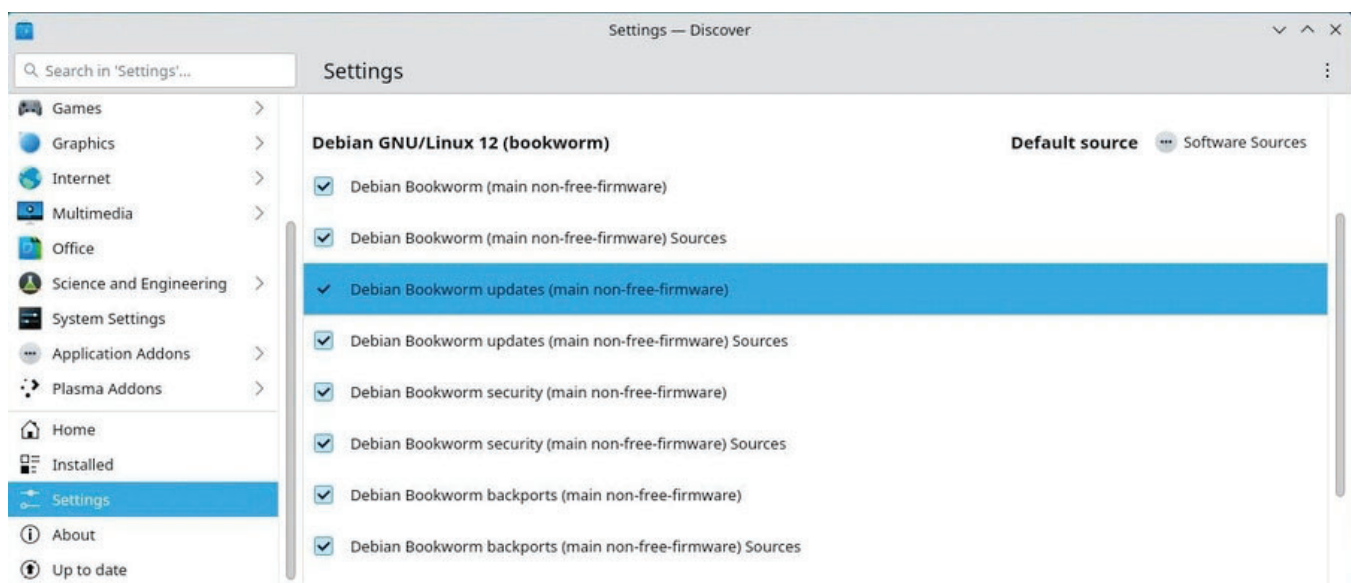 Settings — Discover
Search in 'Settings'...
Settings
Games
Graphics
Internet
Multimedia
Office
Science and Engineering
System Settings
Application Addons
Plasma Addons
Home
Installed
Settings
About
Up to date
Debian GNU/Linux 12 (bookworm) Default source Software Sources
Debian Bookworm (main non-free-firmware)
Debian Bookworm (main non-free-firmware) Sources
Debian Bookworm updates (main non-free-firmware)
Debian Bookworm updates (main non-free-firmware) Sources
Debian Bookworm security (main non-free-firmware)
Debian Bookworm security (main non-free-firmware) Sources
Debian Bookworm backports (main non-free-firmware)
Debian Bookworm backports (main non-free-firmware) Sources